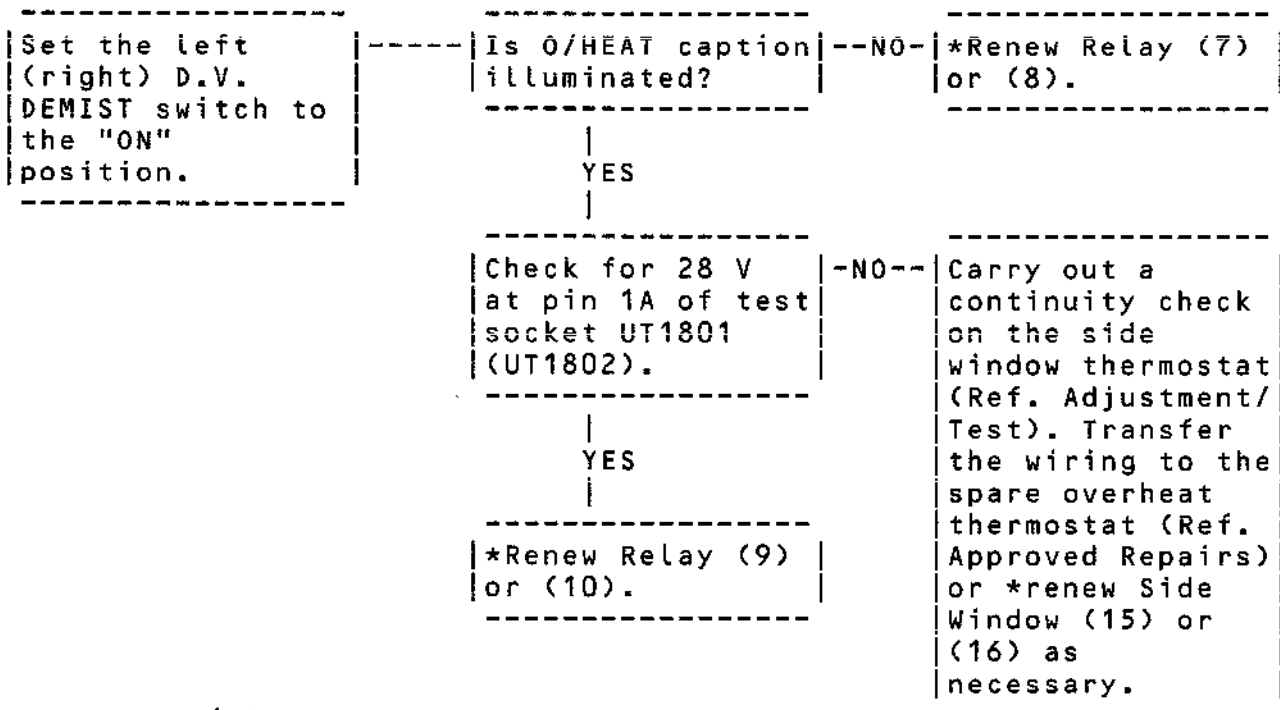 Set the left
(right) D.V.
DEMIST switch to
the "ON"
position.
Is O/HEAT caption
illuminated?
NO
*Renew Relay (7)
or (8).
YES
Check for 28 V
at pin 1A of test
socket UT1801
(UT1802).
NO
Carry out a
continuity check
on the side
window thermostat
(Ref. Adjustment/
Test). Transfer
the wiring to the
spare overheat
thermostat (Ref.
Approved Repairs)
or *renew Side
Window (15) or
(16) as
necessary.
YES
*Renew Relay (9)
or (10).